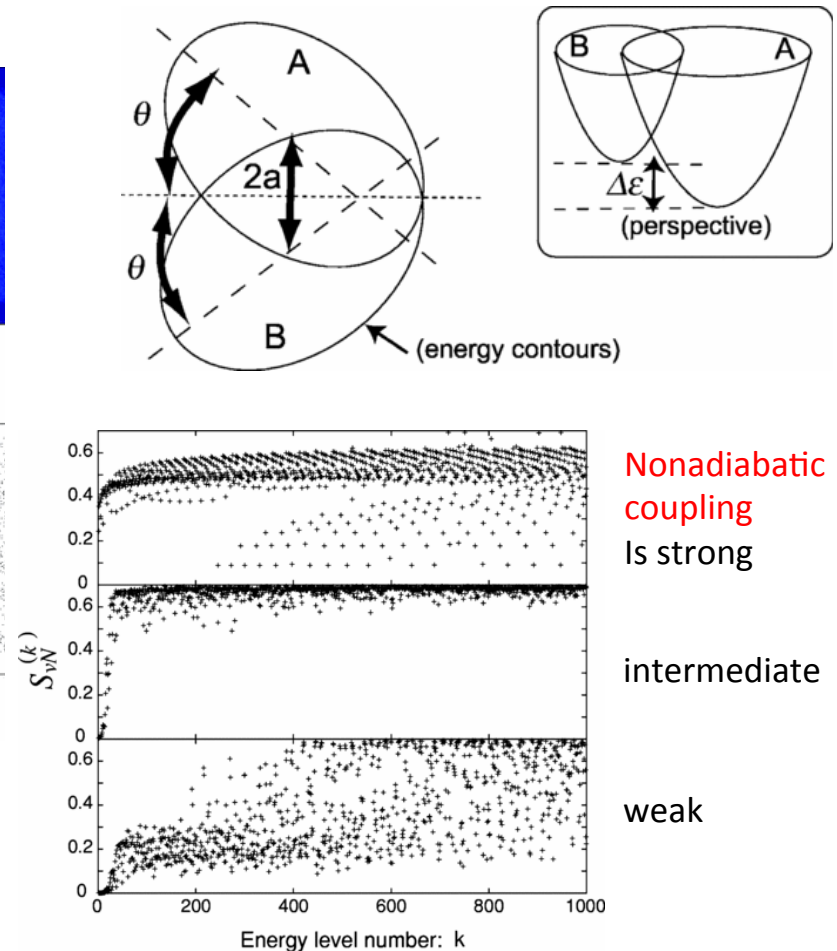 A
θ
2a
θ
B
(energy contours)
B
A
Δε
(perspective)
0.6
0.4
0.2
0
0.6
0.4
0.2
0
0.6
0.4
0.2
0
S_{vN}^{(k)}
0 200 400 600 800 1000
Energy level number: k
Nonadiabatic
coupling
Is strong
intermediate
weak